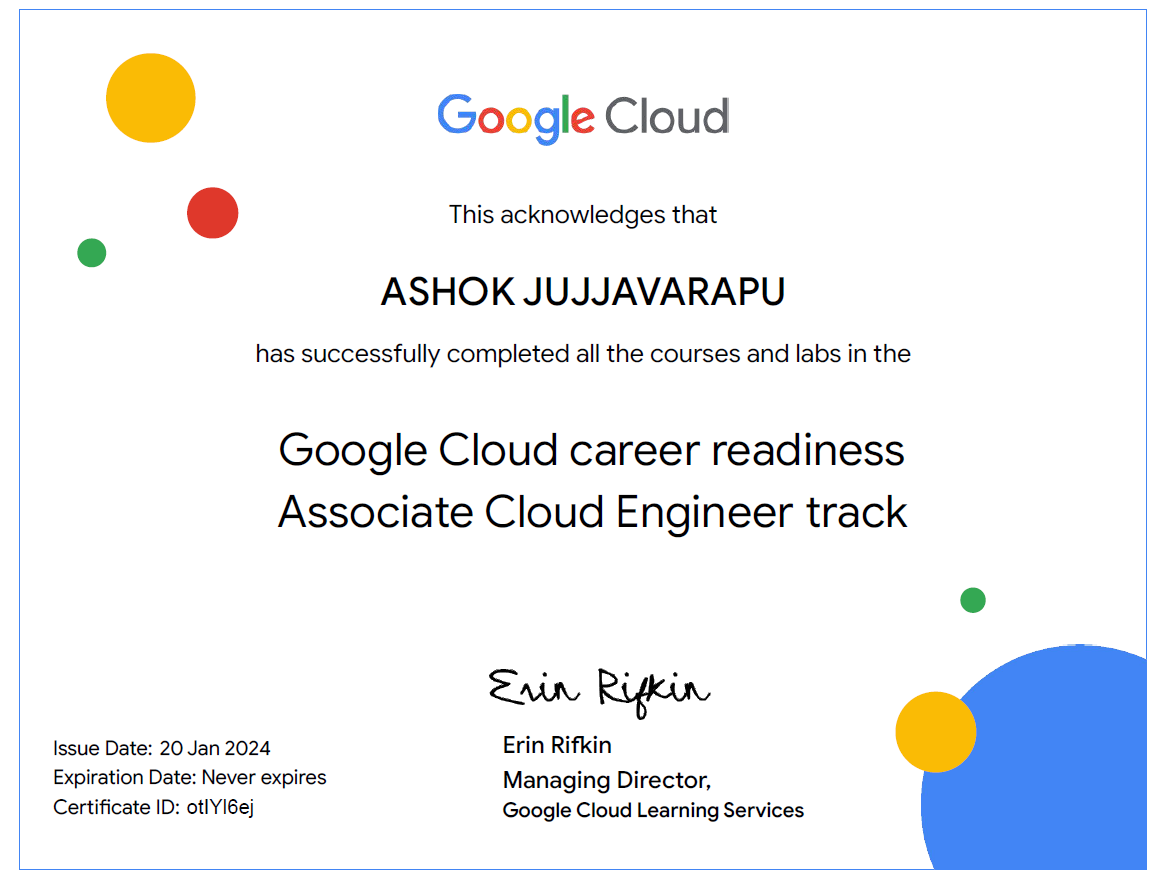 Google Cloud
This acknowledges that
ASHOK JUJJAVARAPU
has successfully completed all the courses and labs in the
Google Cloud career readiness
Associate Cloud Engineer track
Erin Rifkin
Erin Rifkin
Managing Director,
Google Cloud Learning Services
Issue Date: 20 Jan 2024
Expiration Date: Never expires
Certificate ID: otIYl6ej